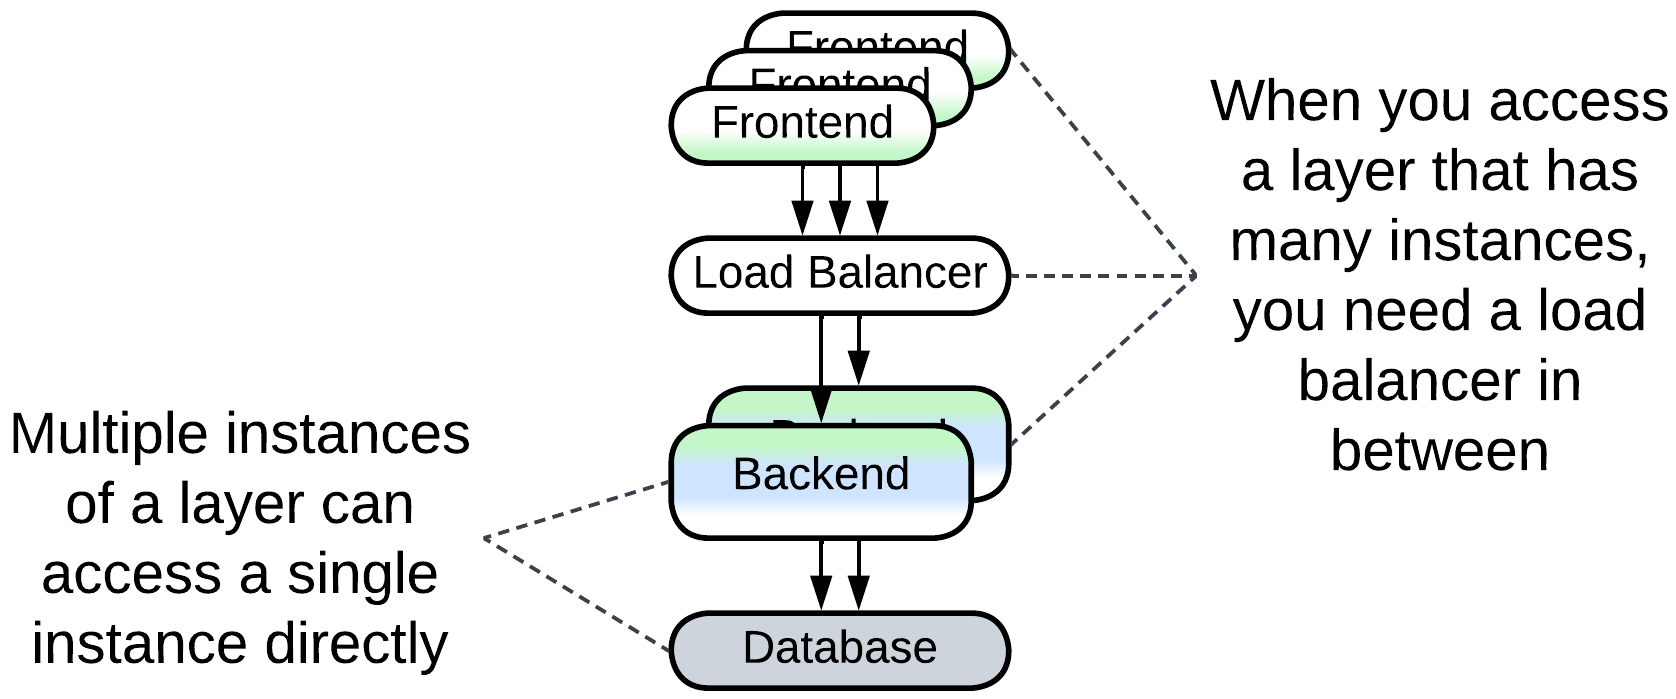 Frontend
Frontend
Frontend
Load Balancer
Backend
Database
When you access
a layer that has
many instances,
you need a load
balancer in
between
Multiple instances
of a layer can
access a single
instance directly